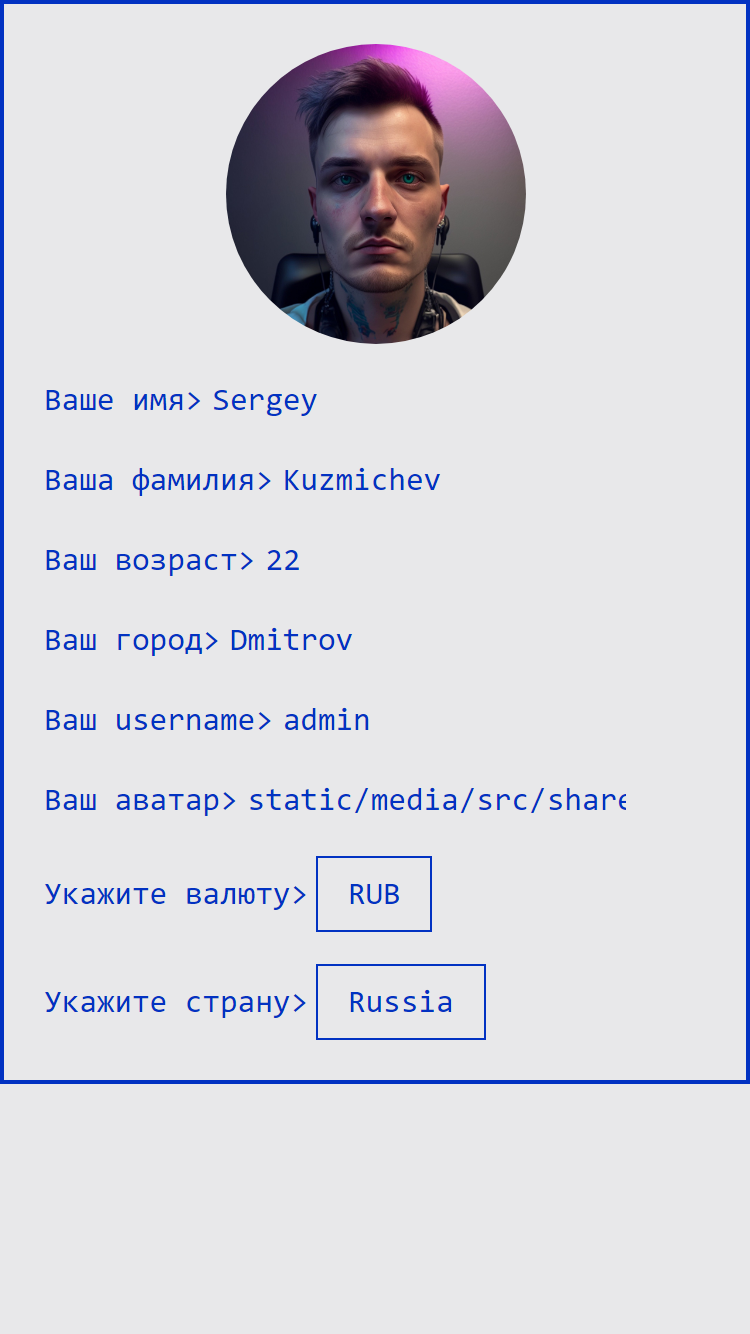 Ваше имя> Sergey
Ваша фамилия> Kuzmichev
Ваш возраст> 22
Ваш город> Dmitrov
Ваш username> admin
Ваш аватар> static/media/src/share
Укажите валюту> RUB
Укажите страну> Russia